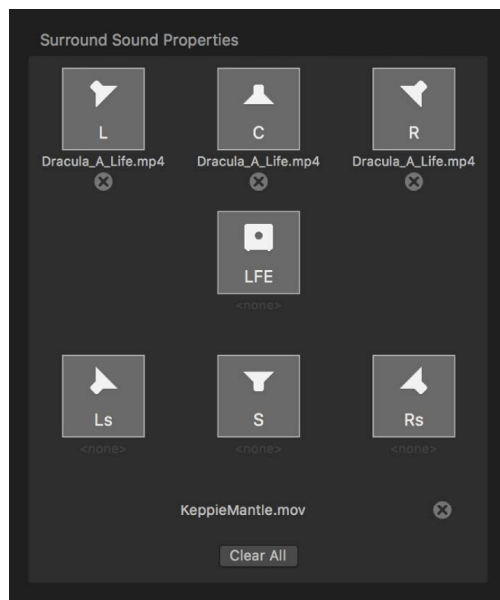 Surround Sound Properties
L C R
Dracula_A_Life.mp4 Dracula_A_Life.mp4 Dracula_A_Life.mp4
LFE
<none>
Ls S Rs
<none> <none> <none>
KeppieMantle.mov
Clear All